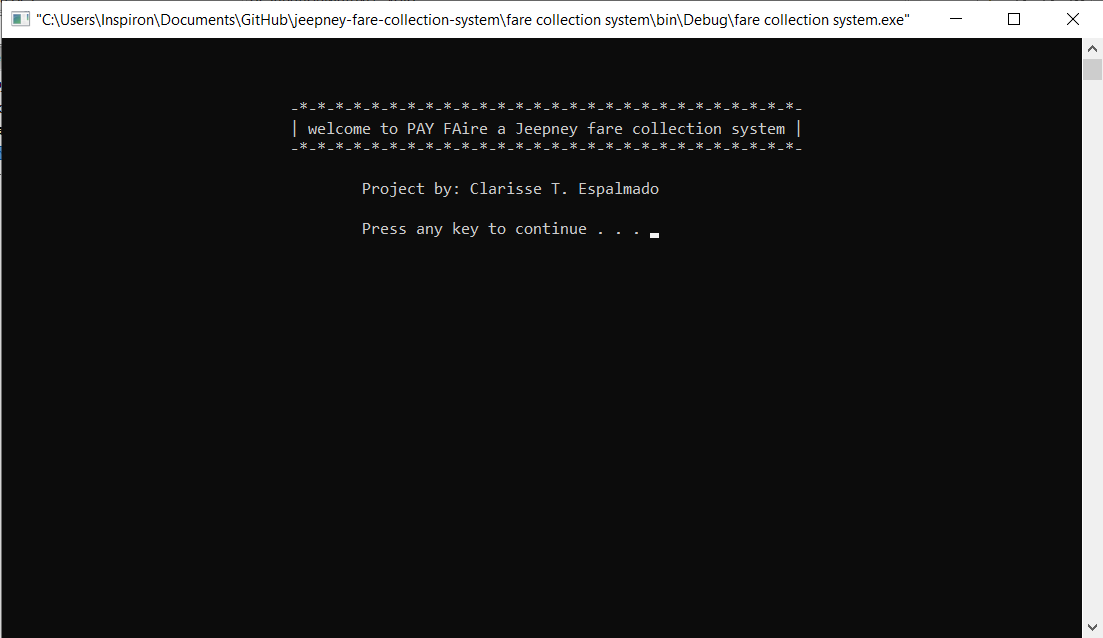 "C:\Users\Inspiron\Documents\GitHub\jeepney-fare-collection-system\fare collection system\bin\Debug\fare collection system.exe"
-*-*-*-*-*-*-*-*-*-*-*-*-*-*-*-*-*-*-*-*-*-*-*-*-*-*-*-*-
| welcome to PAY FAire a Jeepney fare collection system |
-*-*-*-*-*-*-*-*-*-*-*-*-*-*-*-*-*-*-*-*-*-*-*-*-*-*-*-*-
Project by: Clarisse T. Espalmado
Press any key to continue . . .